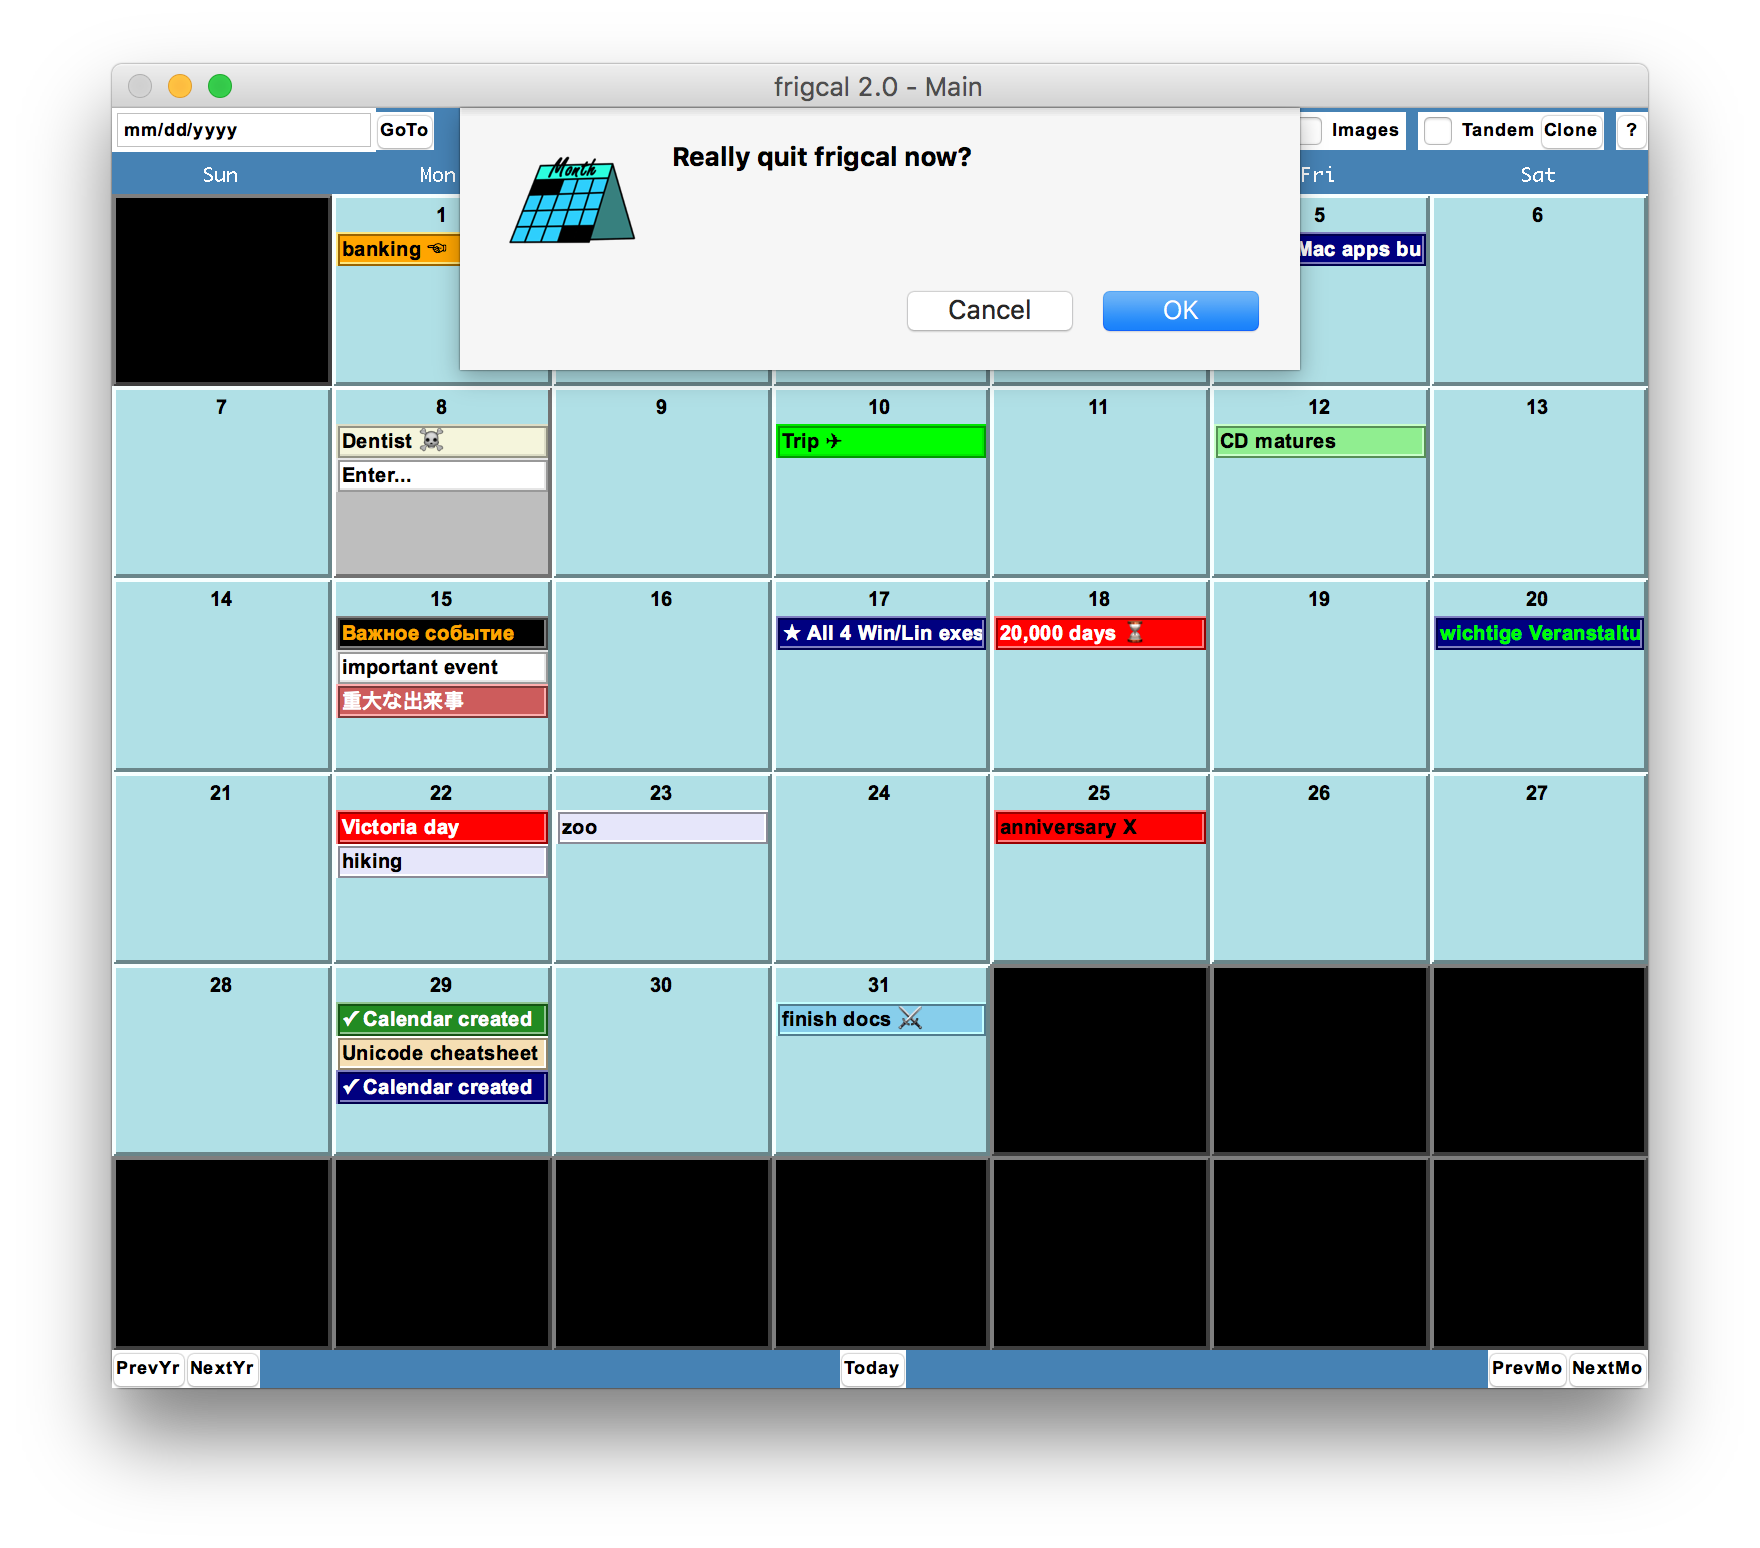 frigcal 2.0 - Main
mm/dd/yyyy GoTo Images Tandem Clone ?
Really quit frigcal now?
Month
Cancel OK
Sun Mon Fri Sat
1 5 6
banking ☜ Mac apps bu
7 8 9 10 11 12 13
Dentist ☠ Trip ✈ CD matures
Enter...
14 15 16 17 18 19 20
Важное событие ★ All 4 Win/Lin exes 20,000 days ⏳ wichtige Veranstaltu
important event
重大な出来事
21 22 23 24 25 26 27
Victoria day zoo anniversary X
hiking
28 29 30 31
✔Calendar created finish docs ⚔
Unicode cheatsheet
✔Calendar created
PrevYr NextYr Today PrevMo NextMo